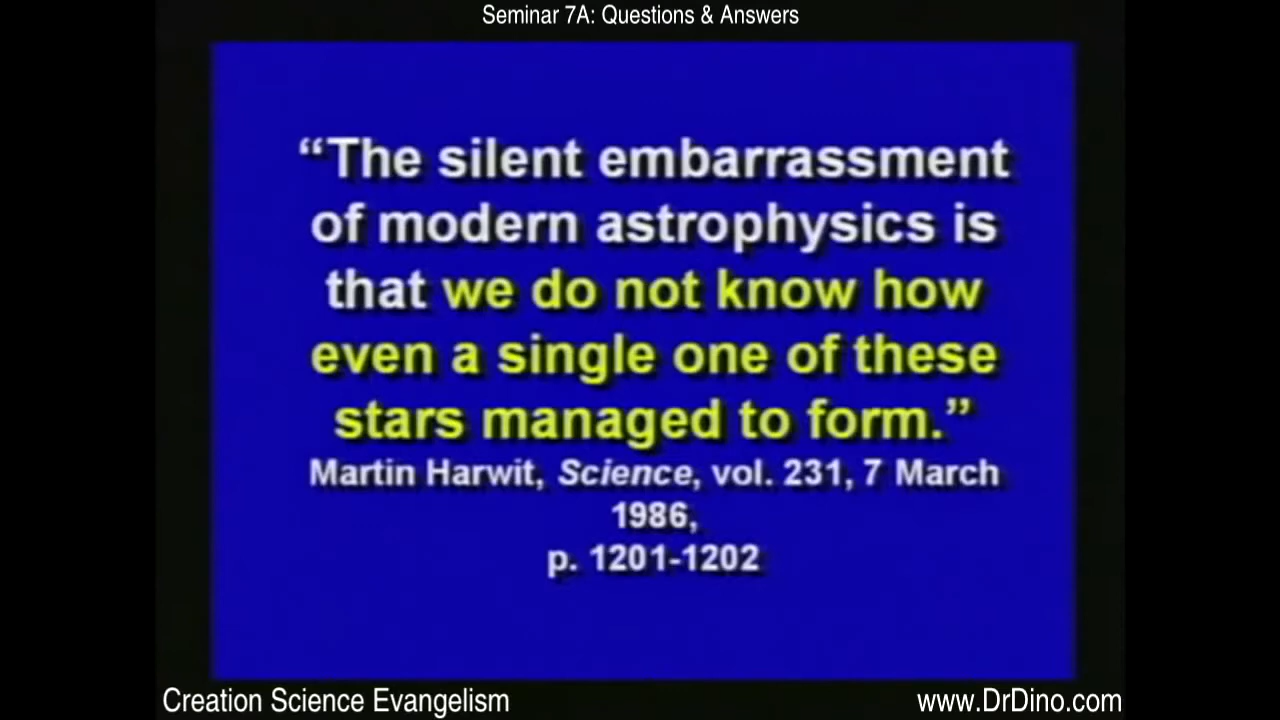 Seminar 7A: Questions & Answers
“The silent embarrassment
of modern astrophysics is
that we do not know how
even a single one of these
stars managed to form.”
Martin Harwit, Science, vol. 231, 7 March
1986,
p. 1201-1202
Creation Science Evangelism
www.DrDino.com